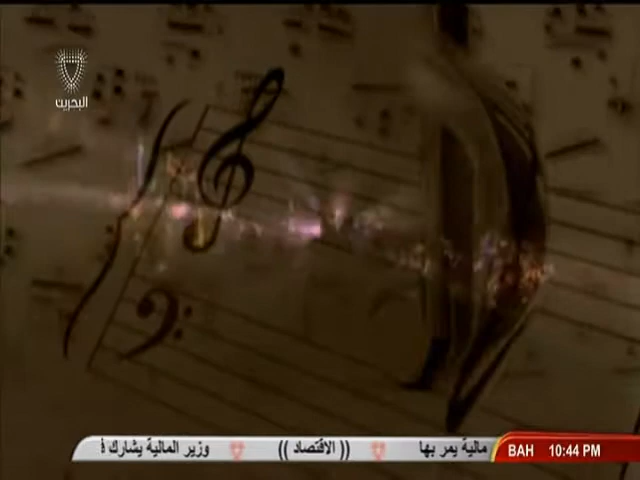 البحرين
مالية يمر بها (( الاقتصاد )) وزير المالية يشارك ف
BAH 10:44 PM